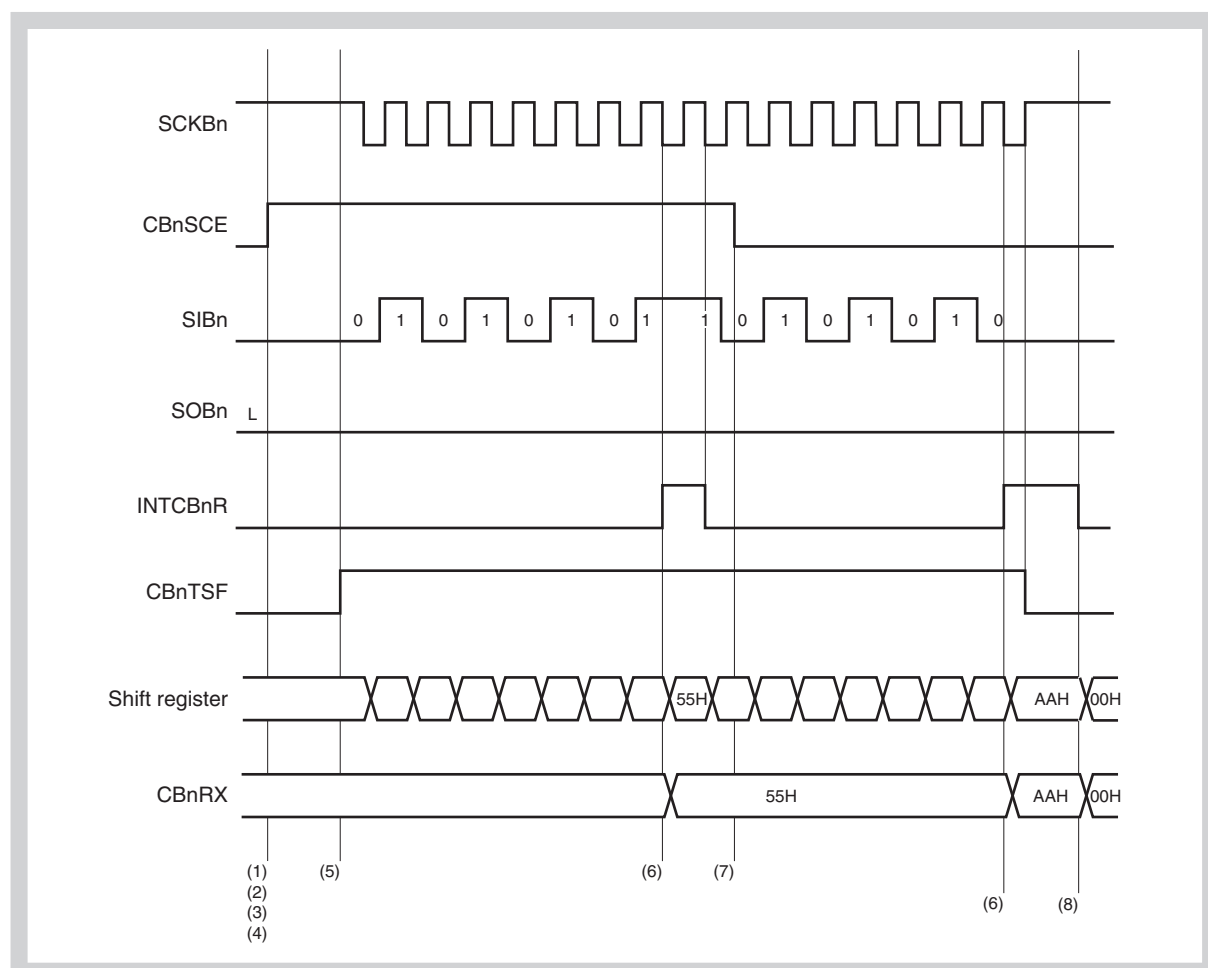 SCKBn
CBnSCE
SIBn 0 1 0 1 0 1 0 1 1 0 1 0 1 0 1 0
SOBn L
INTCBnR
CBnTSF
Shift register 55H AAH 00H
CBnRX 55H AAH 00H
(1) (5) (6) (7)
(2)
(3) (6) (8)
(4)